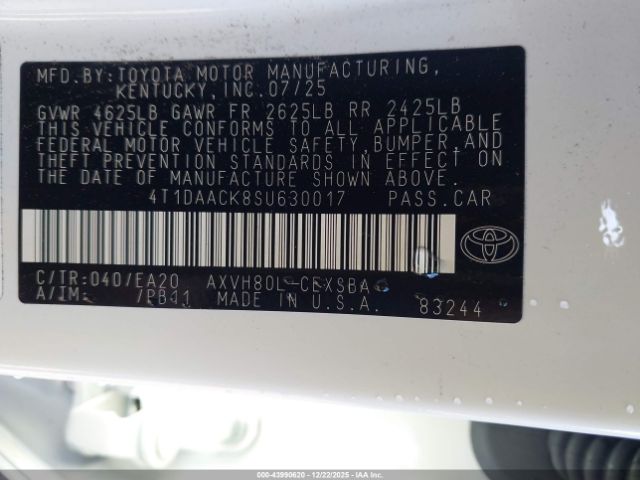 MFD.BY: TOYOTA MOTOR MANUFACTURING,
KENTUCKY, INC. 07/25
GVWR 4625LB GAWR FR 2625LB RR 2425LB
THIS VEHICLE CONFORMS TO ALL APPLICABLE
FEDERAL MOTOR VEHICLE SAFETY, BUMPER, AND
THEFT PREVENTION STANDARDS IN EFFECT ON
THE DATE OF MANUFACTURE SHOWN ABOVE.
4T1DAACK8SU630017 PASS.CAR
C/TR:040/EA20 AXVH80L-CEXSBA
A/IM: MADE IN U.S.A. 83244
000-43990620 | 12/22/2025 | IAA, Inc.